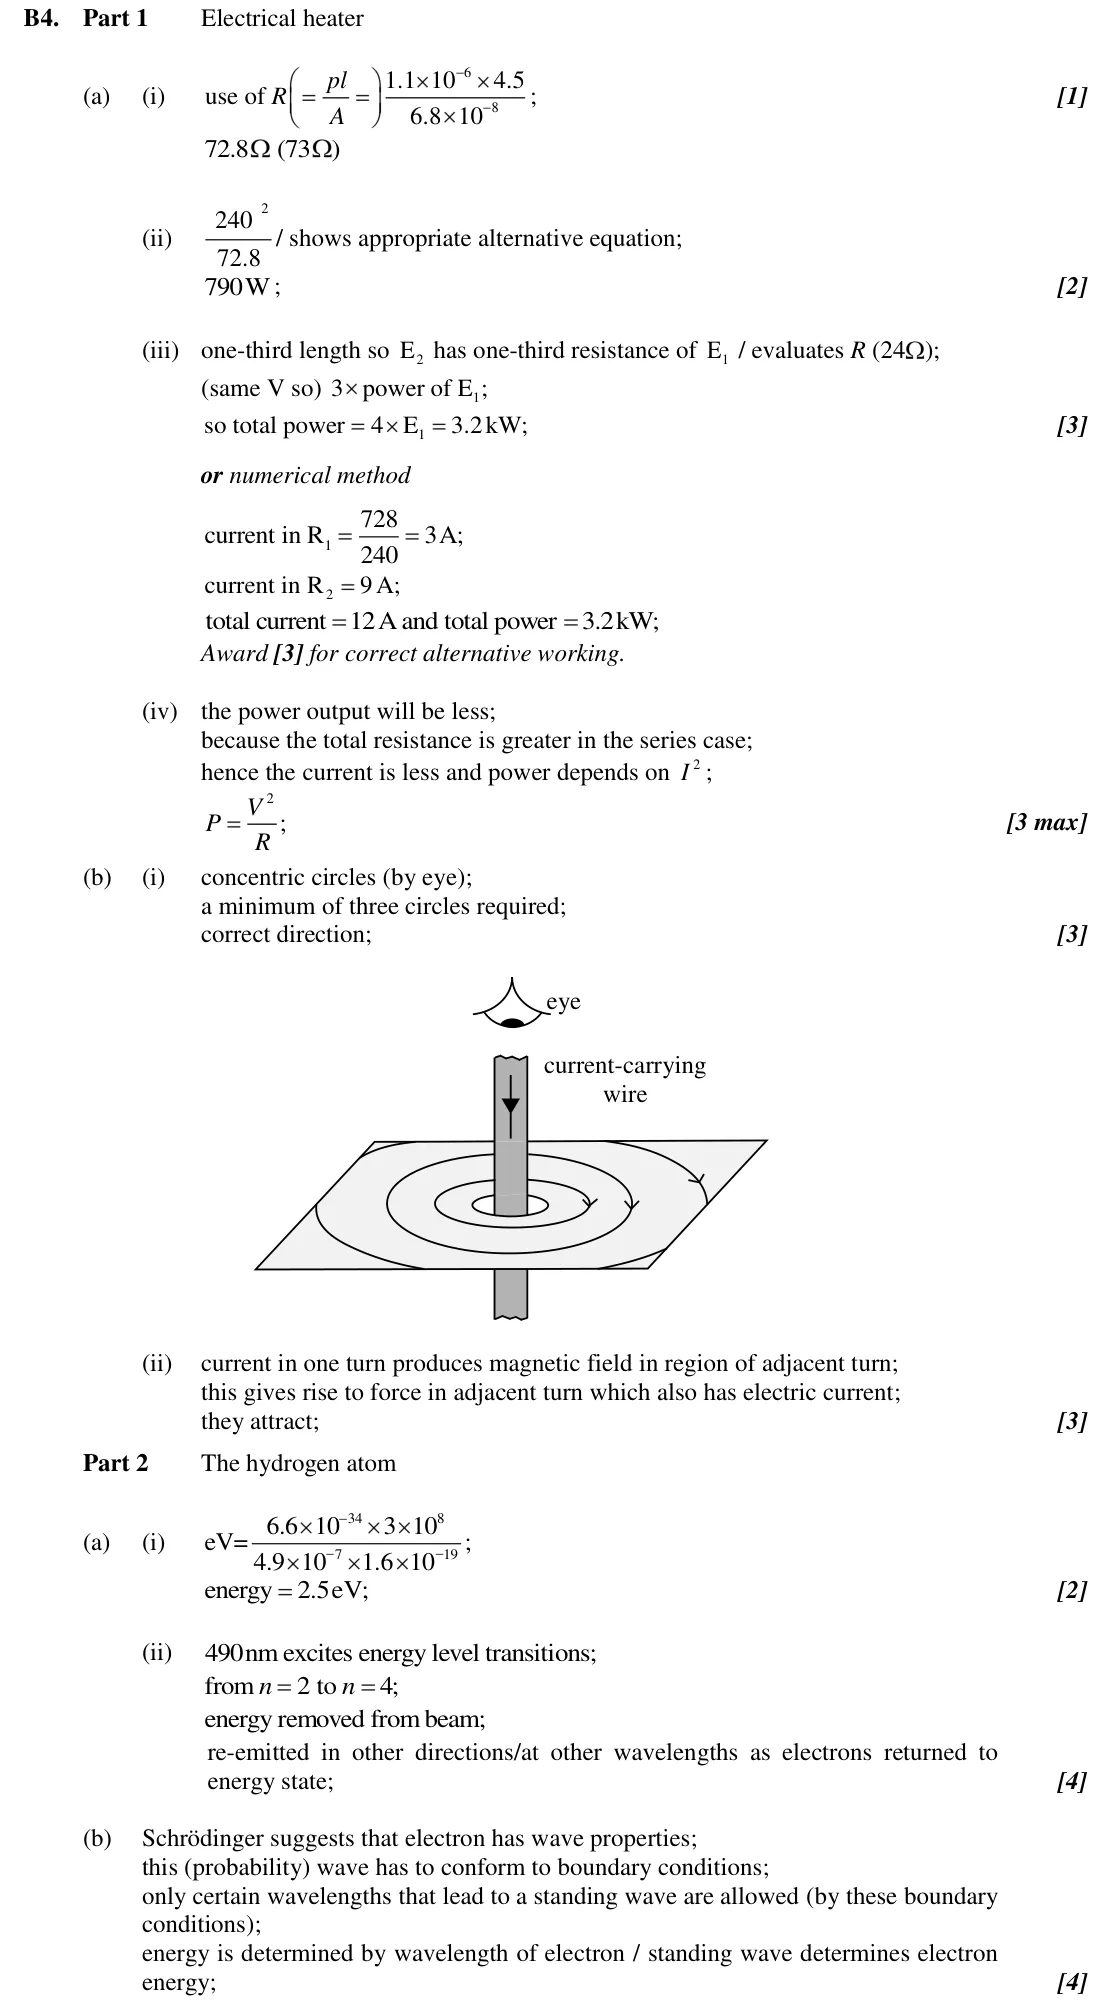 B4. Part 1 Electrical heater
(a) (i) use of R(= pl/A =) 1.1×10⁻⁶ ×4.5 / 6.8×10⁻⁸ ; [1]
72.8Ω (73Ω)
(ii) 240² / 72.8 / shows appropriate alternative equation;
790W ; [2]
(iii) one-third length so E₂ has one-third resistance of E₁ / evaluates R (24Ω);
(same V so) 3× power of E₁;
so total power = 4× E₁ = 3.2kW; [3]
or numerical method
current in R₁ = 728/240 = 3A;
current in R₂ = 9A;
total current =12A and total power =3.2kW;
Award [3] for correct alternative working.
(iv) the power output will be less;
because the total resistance is greater in the series case;
hence the current is less and power depends on I² ;
P = V²/R ; [3 max]
(b) (i) concentric circles (by eye);
a minimum of three circles required;
correct direction; [3]
eye
current-carrying
wire
(ii) current in one turn produces magnetic field in region of adjacent turn;
this gives rise to force in adjacent turn which also has electric current;
they attract; [3]
Part 2 The hydrogen atom
(a) (i) eV= 6.6×10⁻³⁴ ×3×10⁸ / 4.9×10⁻⁷ ×1.6×10⁻¹⁹ ;
energy = 2.5eV; [2]
(ii) 490nm excites energy level transitions;
from n = 2 to n = 4;
energy removed from beam;
re-emitted in other directions/at other wavelengths as electrons returned to
energy state; [4]
(b) Schrödinger suggests that electron has wave properties;
this (probability) wave has to conform to boundary conditions;
only certain wavelengths that lead to a standing wave are allowed (by these boundary
conditions);
energy is determined by wavelength of electron / standing wave determines electron
energy; [4]